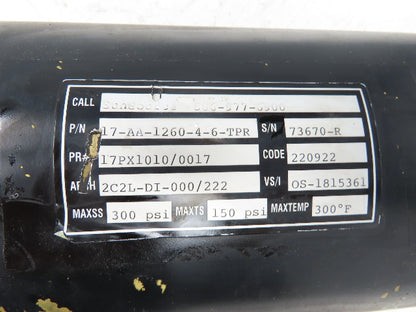 CALL
P/N 17-AA-1260-4-6-TPR S/N 73670-R
PR# 17PX1010/0017 CODE 220922
2C2L-DI-000/222 VS/I OS-1815361
MAXSS 300 psi MAXTS 150 psi MAXTEMP 300°F